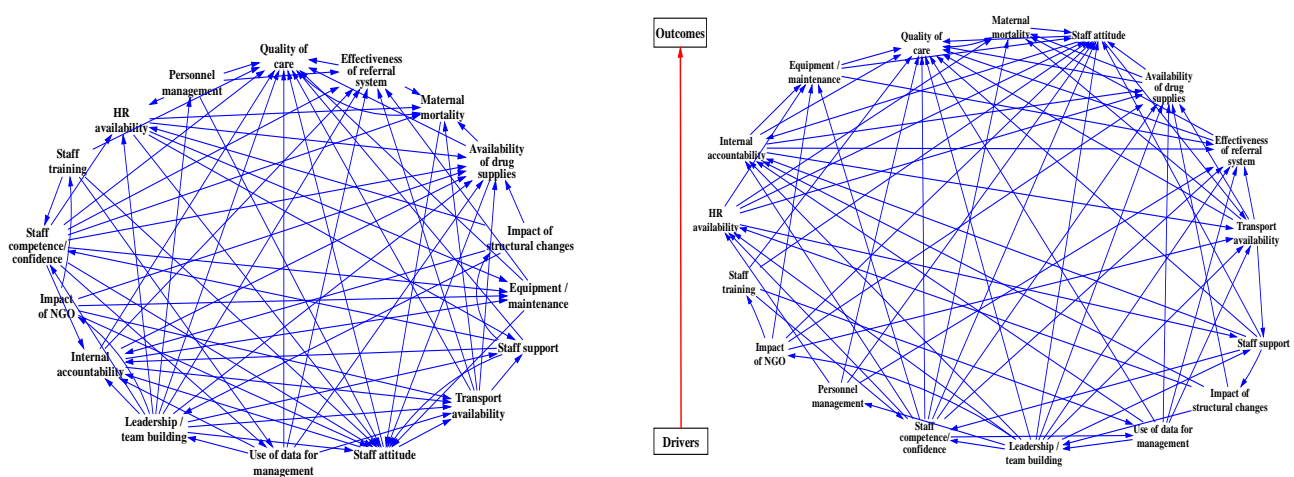 Quality of
care
Effectiveness
of referral
system
Personnel
management
Maternal
mortality
HR
availability
Availability
of drug
supplies
Staff
training
Impact of
structural changes
Staff
competence/
confidence
Equipment /
maintenance
Impact
of NGO
Staff support
Internal
accountability
Transport
availability
Leadership /
team building
Use of data for
management
Staff attitude
Outcomes
Drivers
Maternal
mortality
Quality of
care
Staff attitude
Equipment /
maintenance
Availability
of drug
supplies
Internal
accountability
Effectiveness
of referral
system
HR
availability
Transport
availability
Staff
training
Staff support
Impact
of NGO
Personnel
management
Impact of
structural changes
Staff
competence/
confidence
Use of data for
management
Leadership /
team building